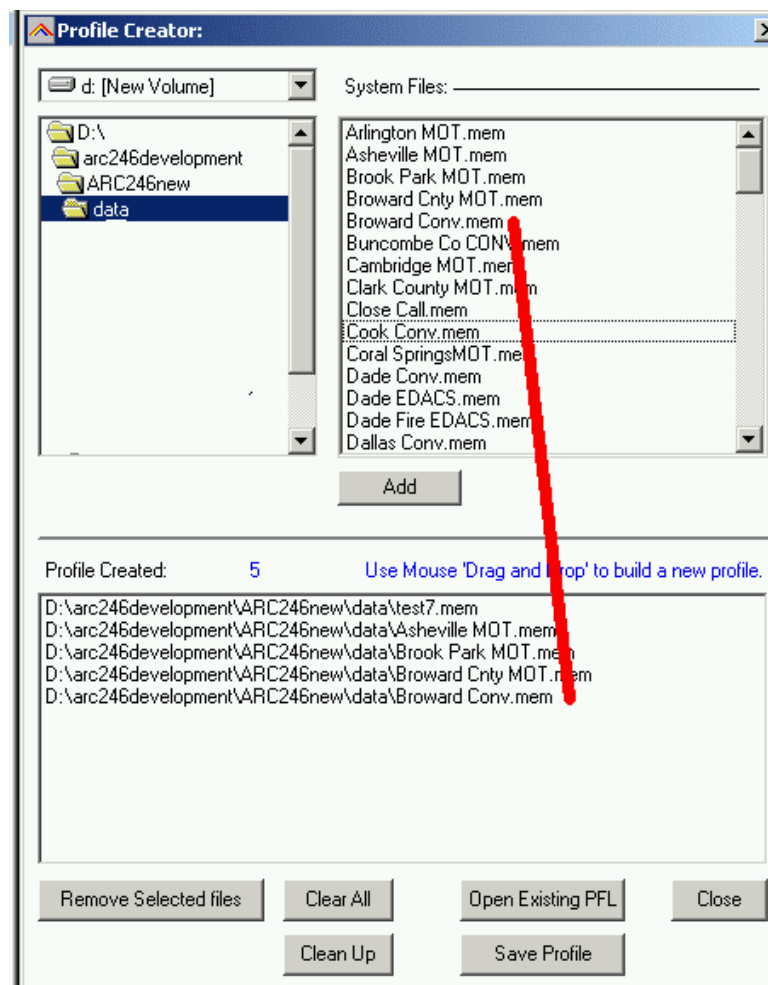 Profile Creator:
d: [New Volume]
System Files:
D:\
arc246development
ARC246new
data
Arlington MOT.mem
Asheville MOT.mem
Brook Park MOT.mem
Broward Cnty MOT.mem
Broward Conv.mem
Buncombe Co CONV.mem
Cambridge MOT.mem
Clark County MOT.mem
Close Call.mem
Cook Conv.mem
Coral SpringsMOT.mem
Dade Conv.mem
Dade EDACS.mem
Dade Fire EDACS.mem
Dallas Conv.mem
Add
Profile Created: 5 Use Mouse 'Drag and Drop' to build a new profile.
D:\arc246development\ARC246new\data\test7.mem
D:\arc246development\ARC246new\data\Asheville MOT.mem
D:\arc246development\ARC246new\data\Brook Park MOT.mem
D:\arc246development\ARC246new\data\Broward Cnty MOT.mem
D:\arc246development\ARC246new\data\Broward Conv.mem
Remove Selected files Clear All Open Existing PFL Close
Clean Up Save Profile